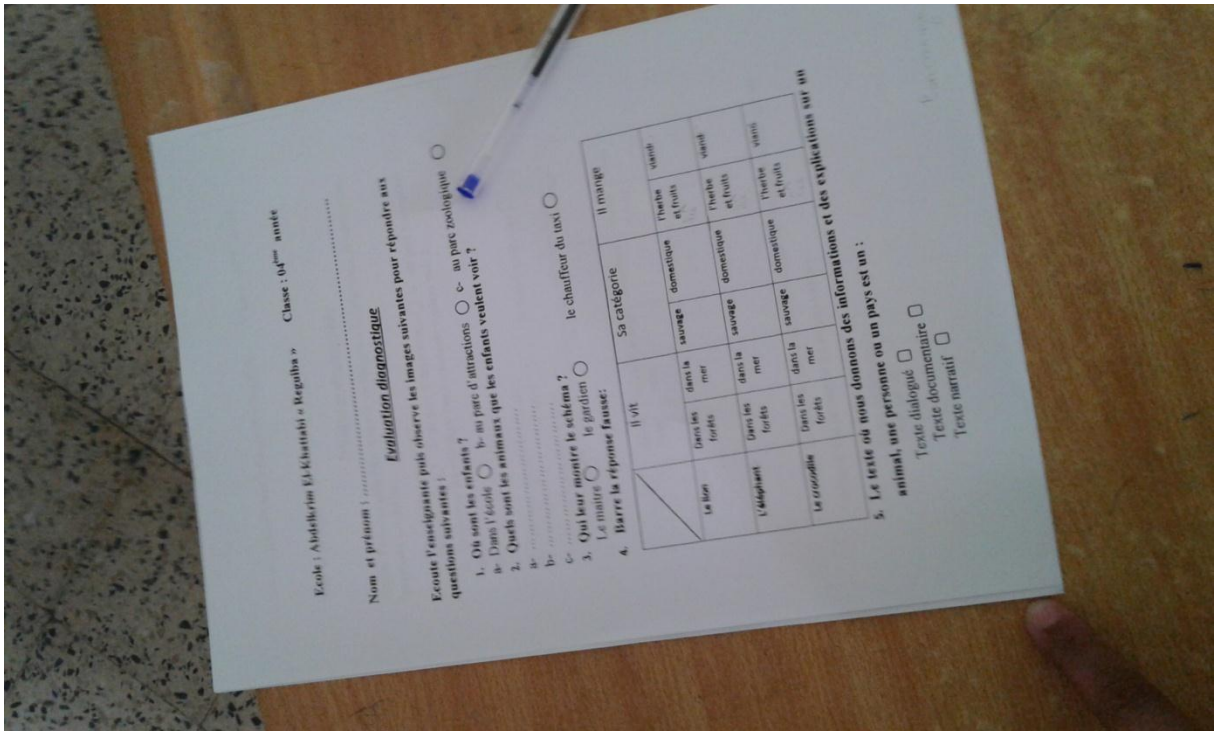 Ecole : Abdelkrim El-Khattabi « Reguiba » Classe : 04ème année
Nom et prénom : ..............................
Evaluation diagnostique
Ecoute l'enseignante puis observe les images suivantes pour répondre aux
questions suivantes :
1. Où sont les enfants ?
a- Dans l'école b- au parc d'attractions c- au parc zoologique
2. Quels sont les animaux que les enfants veulent voir ?
a- ..............................
b- ..............................
c- ..............................
3. Qui leur montre le schéma ?
Le maitre le gardien le chauffeur du taxi
4. Barre la réponse fausse:
Il vit Sa catégorie il mange
Le lion Dans les forêts dans la mer sauvage domestique l'herbe et fruits viand
L'éléphant Dans les forêts dans la mer sauvage domestique l'herbe et fruits viand
Le crocodile Dans les forêts dans la mer sauvage domestique l'herbe et fruits viand
5. Le texte où nous donnons des informations et des explications sur un
animal, une personne ou un pays est un :
Texte dialogué
Texte documentaire
Texte narratif